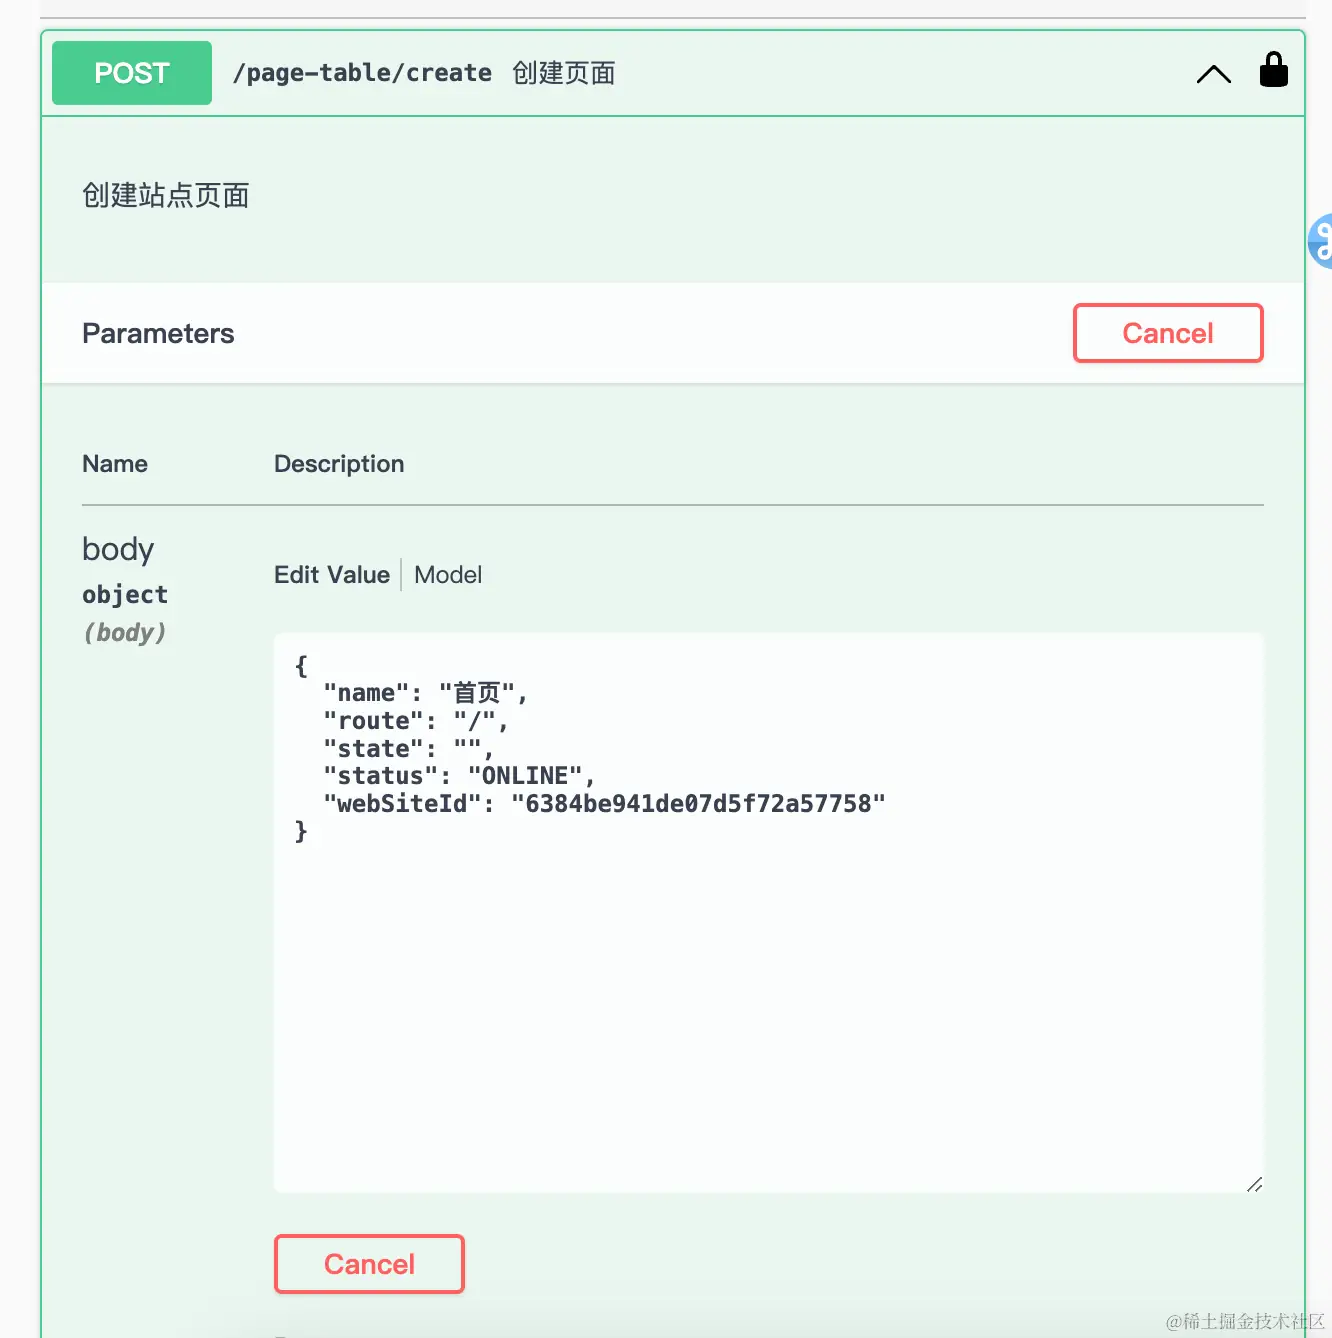 POST /page-table/create 创建页面
创建站点页面
Parameters Cancel
Name Description
body
object
(body)
Edit Value Model
{
"name": "首页",
"route": "/",
"state": "",
"status": "ONLINE",
"webSiteId": "6384be941de07d5f72a57758"
}
Cancel
@稀土掘金技术社区